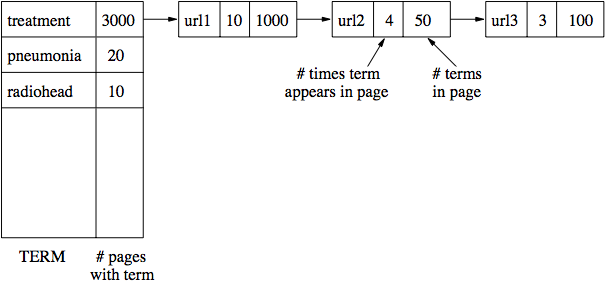 treatment 3000 url1 10 1000 url2 4 50 url3 3 100
pneumonia 20
radiohead 10
# times term
appears in page
# terms
in page
TERM
# pages
with term